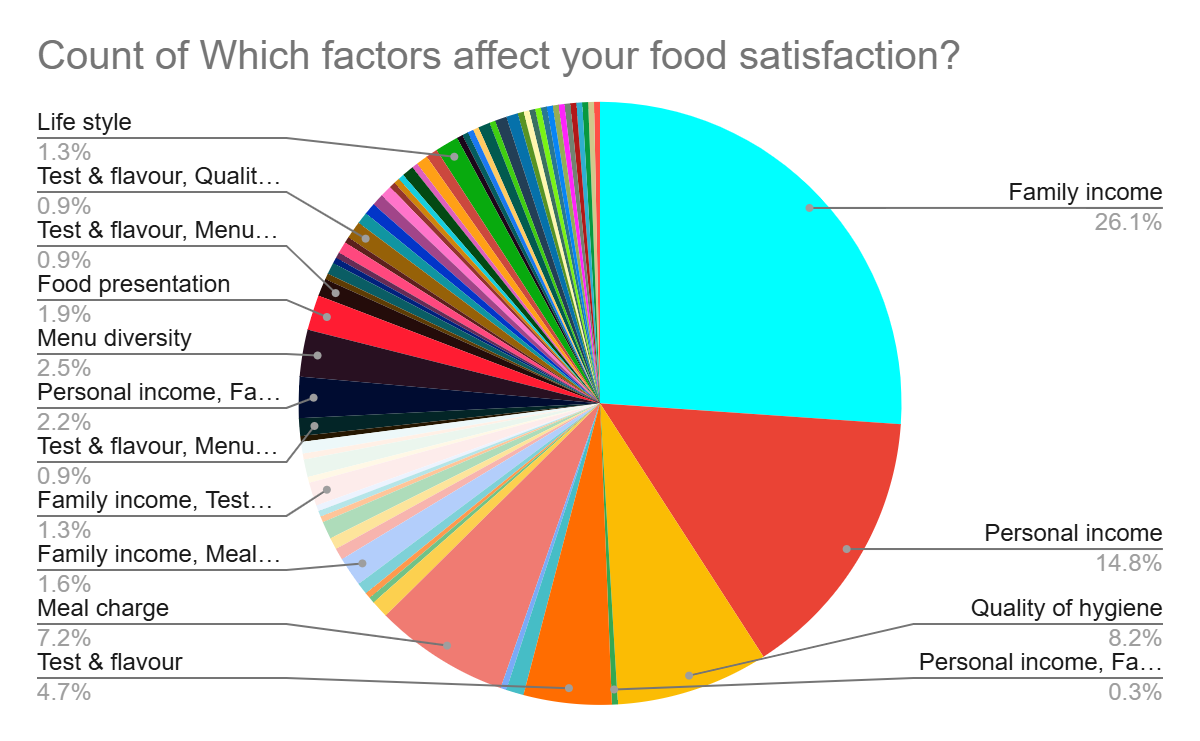 Count of Which factors affect your food satisfaction?
Life style
1.3%
Test & flavour, Qualit…
0.9%
Test & flavour, Menu…
0.9%
Food presentation
1.9%
Menu diversity
2.5%
Personal income, Fa…
2.2%
Test & flavour, Menu…
0.9%
Family income, Test…
1.3%
Family income, Meal…
1.6%
Meal charge
7.2%
Test & flavour
4.7%
Family income
26.1%
Personal income
14.8%
Quality of hygiene
8.2%
Personal income, Fa…
0.3%